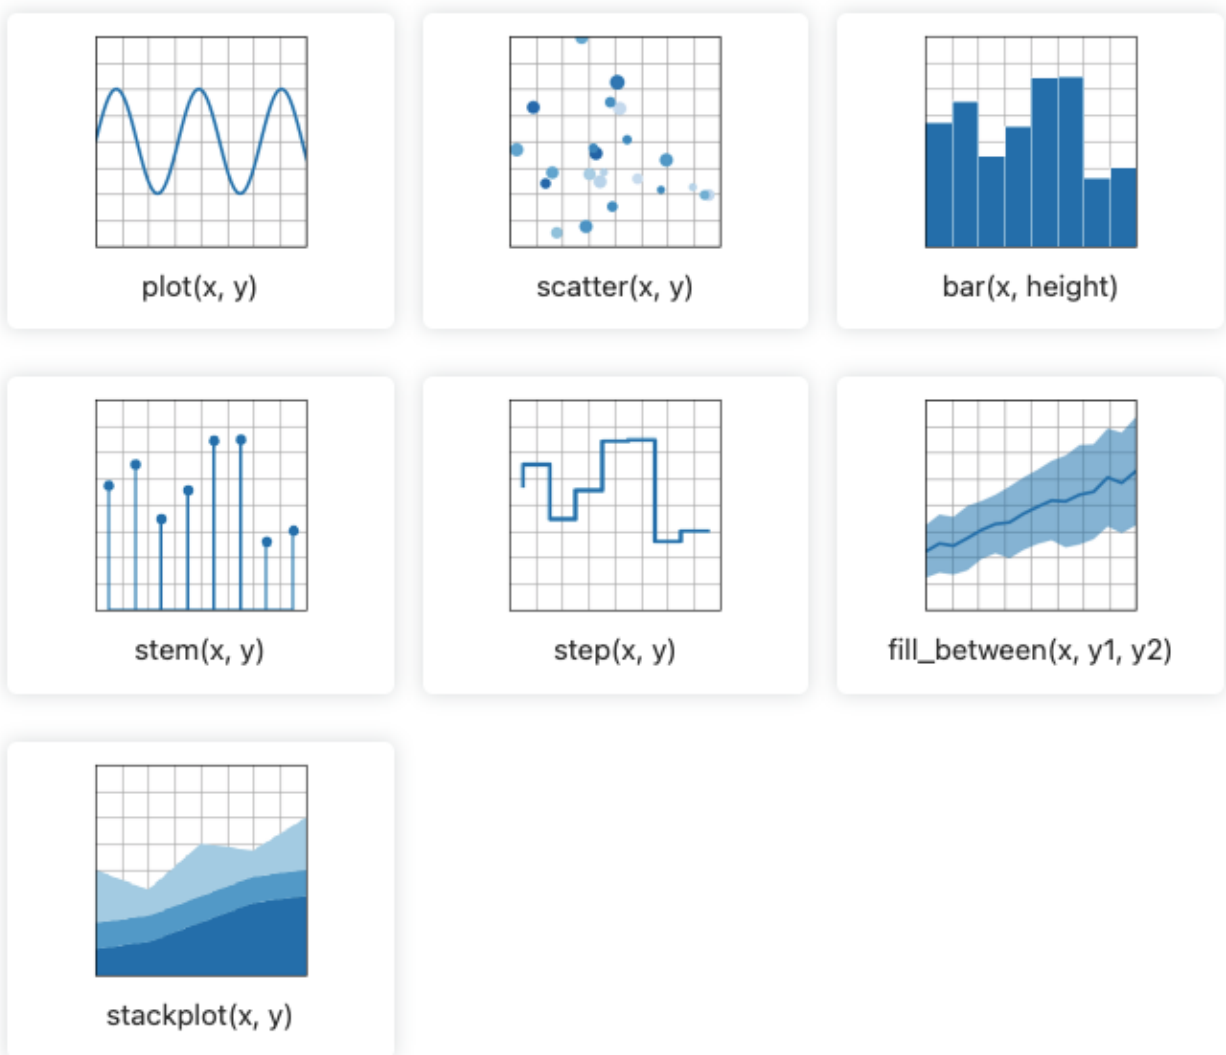 plot(x, y)
scatter(x, y)
bar(x, height)
stem(x, y)
step(x, y)
fill_between(x, y1, y2)
stackplot(x, y)